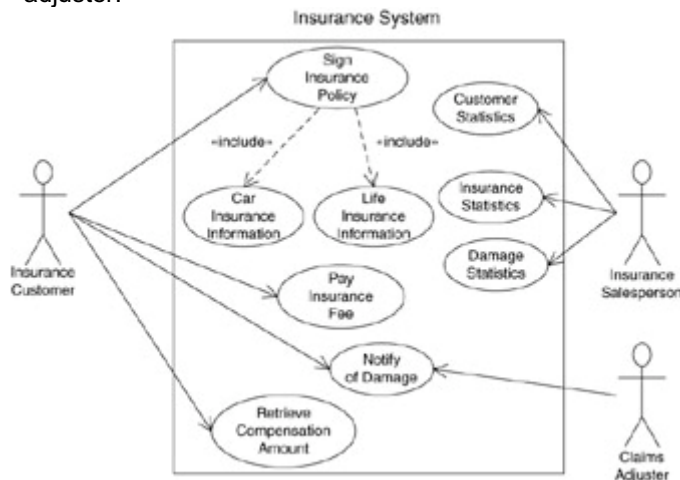 adjuster.
Insurance System
Sign
Insurance
Policy
Customer
Statistics
«include»
«include»
Car
Insurance
Information
Life
Insurance
Information
Insurance
Statistics
Insurance
Customer
Damage
Statistics
Insurance
Salesperson
Pay
Insurance
Fee
Notify
of Damage
Retrieve
Compensation
Amount
Claims
Adjuster